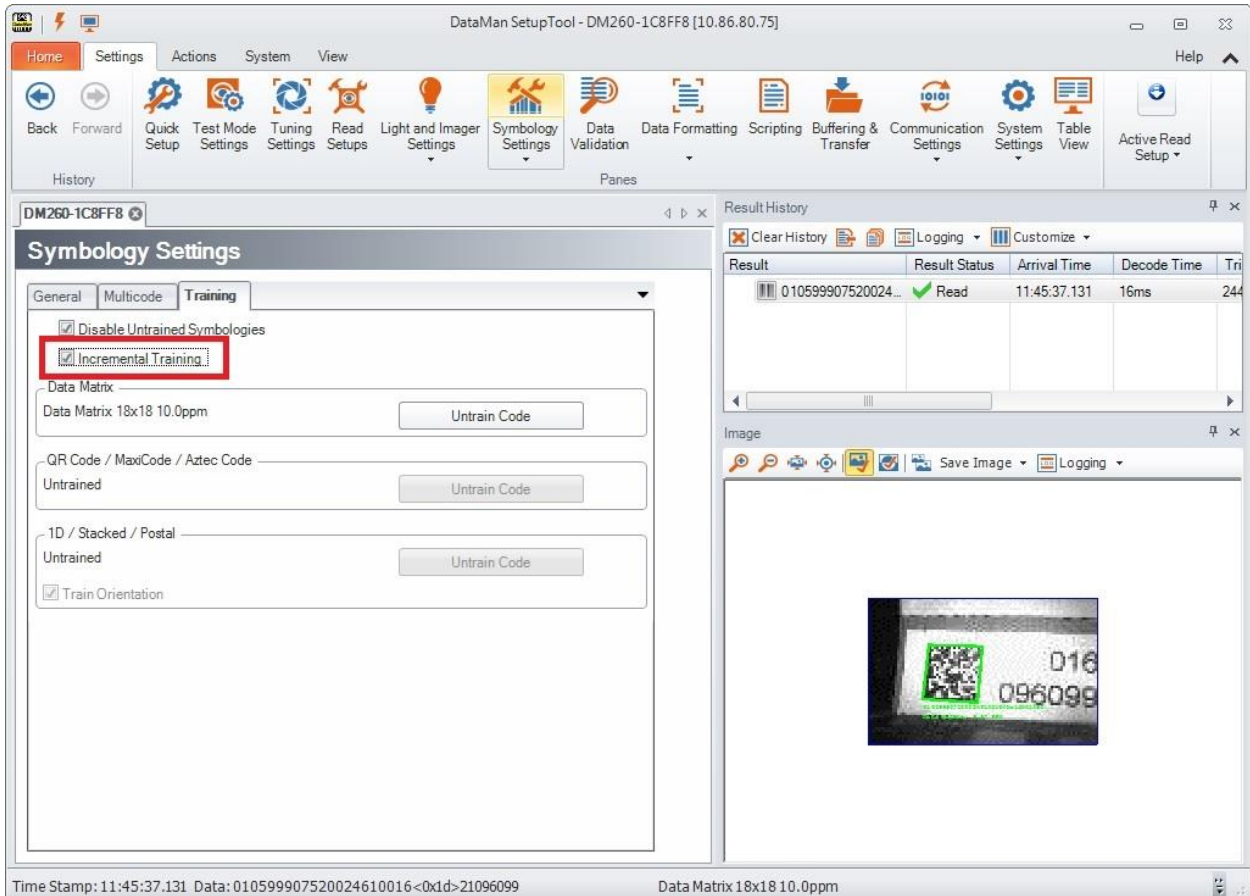 DataMan SetupTool - DM260-1C8FF8 [10.86.80.75]
Home Settings Actions System View Help
Back Forward Quick Setup Test Mode Settings Tuning Settings Read Setups Light and Imager Settings Symbology Settings Data Validation Data Formatting Scripting Buffering & Transfer Communication Settings System Settings Table View Active Read Setup
History Panes
DM260-1C8FF8
Symbology Settings
General Multicode Training
Disable Untrained Symbologies
Incremental Training
Data Matrix
Data Matrix 18x18 10.0ppm Untrain Code
QR Code / MaxiCode / Aztec Code
Untrained Untrain Code
1D / Stacked / Postal
Untrained Untrain Code
Train Orientation
Result History
Clear History Logging Customize
Result Result Status Arrival Time Decode Time Tri
010599907520024... Read 11:45:37.131 16ms 244
Image
Save Image Logging
016
096099
Time Stamp: 11:45:37.131 Data: 010599907520024610016<0x1d>21096099 Data Matrix 18x18 10.0ppm